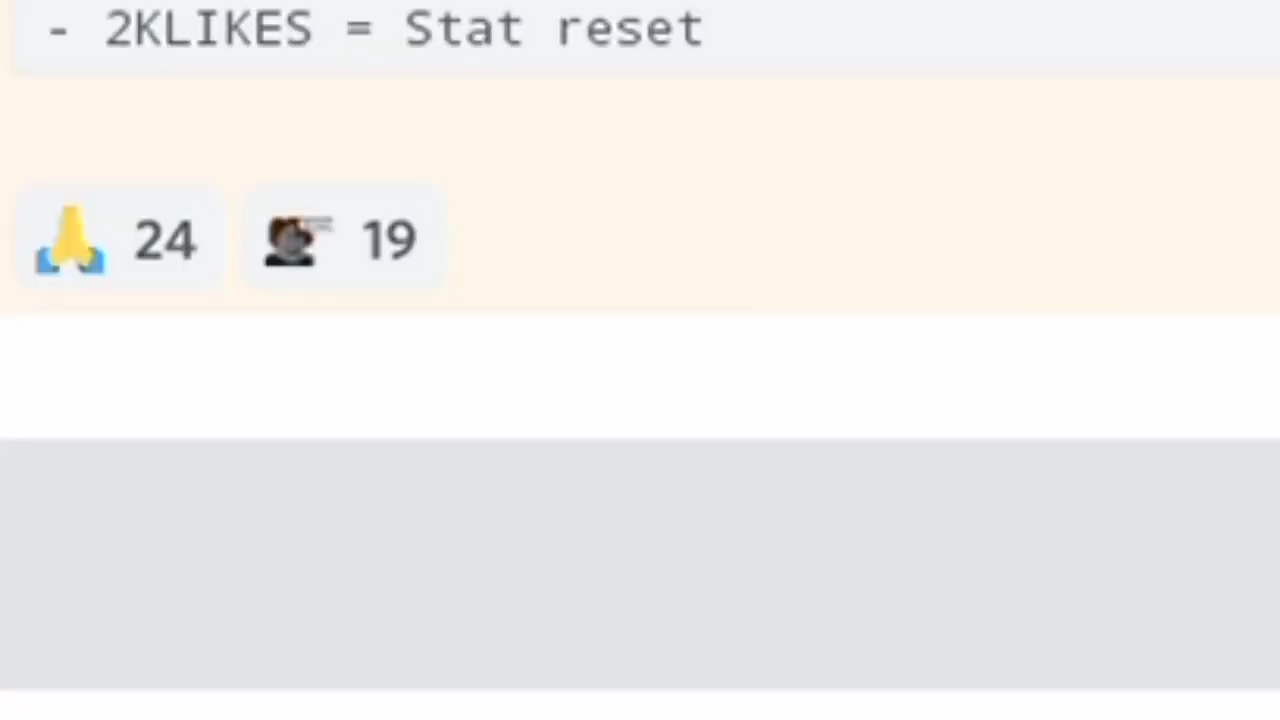 - 2KLIKES = Stat reset
24 19